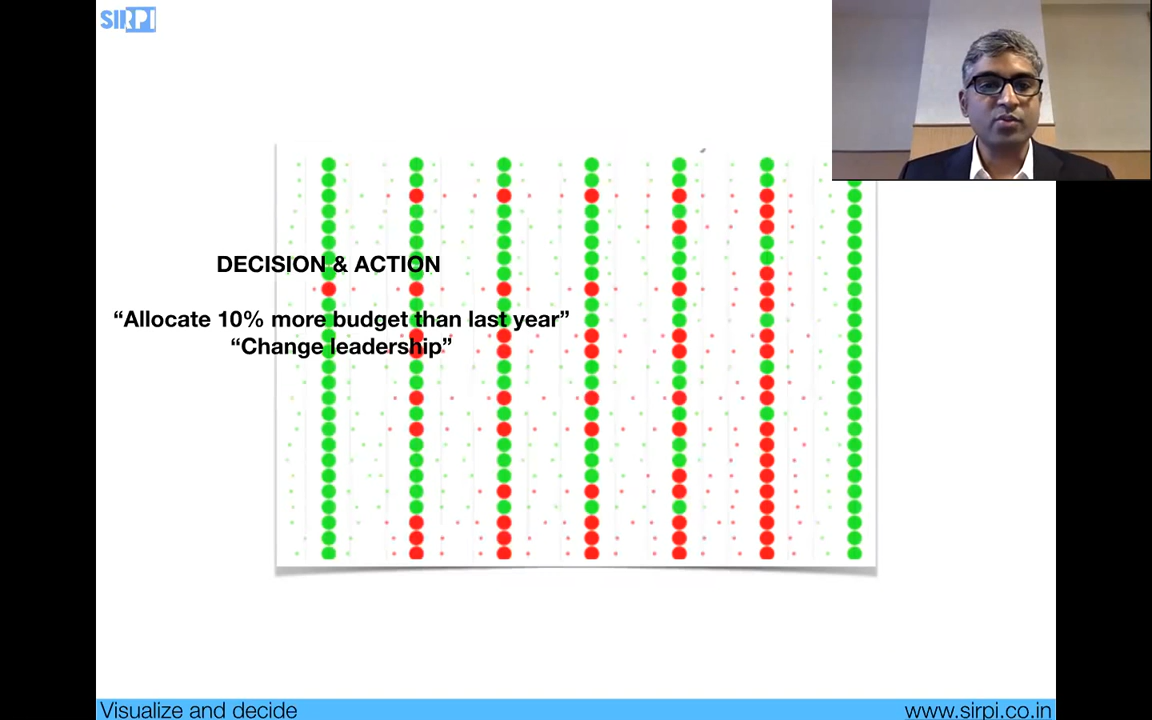 SIRPI
DECISION & ACTION
“Allocate 10% more budget than last year”
“Change leadership”
Visualize and decide
www.sirpi.co.in